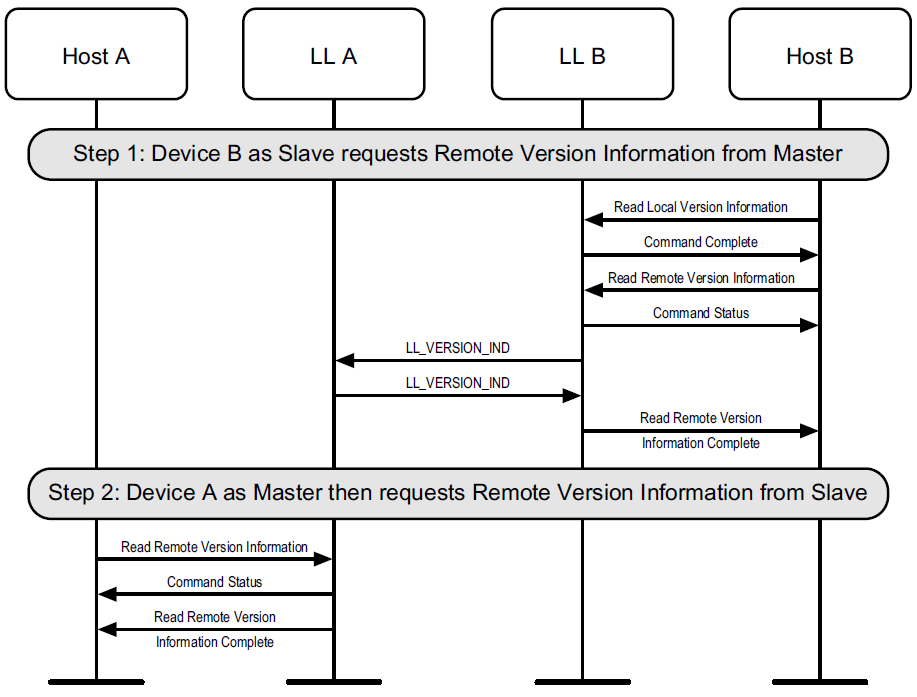 Host A
LL A
LL B
Host B
Step 1: Device B as Slave requests Remote Version Information from Master
Read Local Version Information
Command Complete
Read Remote Version Information
Command Status
LL_VERSION_IND
LL_VERSION_IND
Read Remote Version
Information Complete
Step 2: Device A as Master then requests Remote Version Information from Slave
Read Remote Version Information
Command Status
Read Remote Version
Information Complete